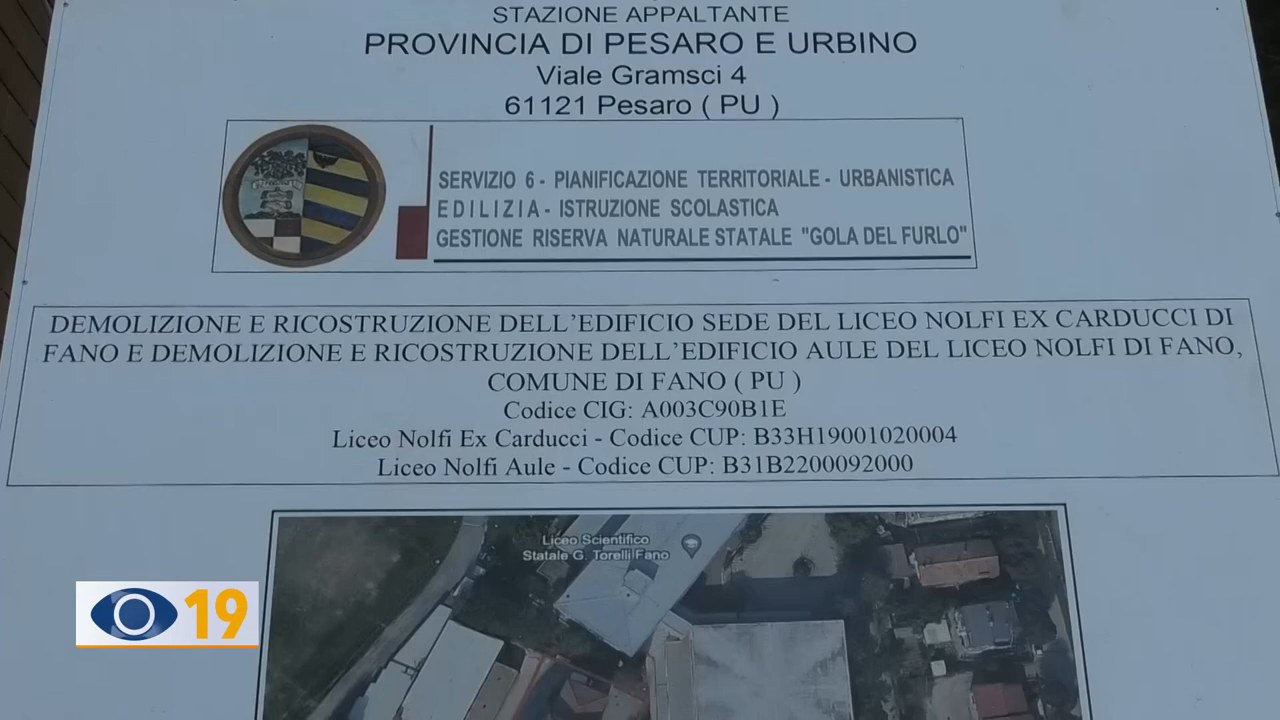 STAZIONE APPALTANTE
PROVINCIA DI PESARO E URBINO
Viale Gramsci 4
61121 Pesaro ( PU )
SERVIZIO 6 - PIANIFICAZIONE TERRITORIALE - URBANISTICA
EDILIZIA - ISTRUZIONE SCOLASTICA
GESTIONE RISERVA NATURALE STATALE "GOLA DEL FURLO"
DEMOLIZIONE E RICOSTRUZIONE DELL'EDIFICIO SEDE DEL LICEO NOLFI EX CARDUCCI DI
FANO E DEMOLIZIONE E RICOSTRUZIONE DELL'EDIFICIO AULE DEL LICEO NOLFI DI FANO,
COMUNE DI FANO ( PU )
Codice CIG: A003C90B1E
Liceo Nolfi Ex Carducci - Codice CUP: B33H19001020004
Liceo Nolfi Aule - Codice CUP: B31B2200092000
Liceo Scientifico
Statale G. Torelli Fano
19